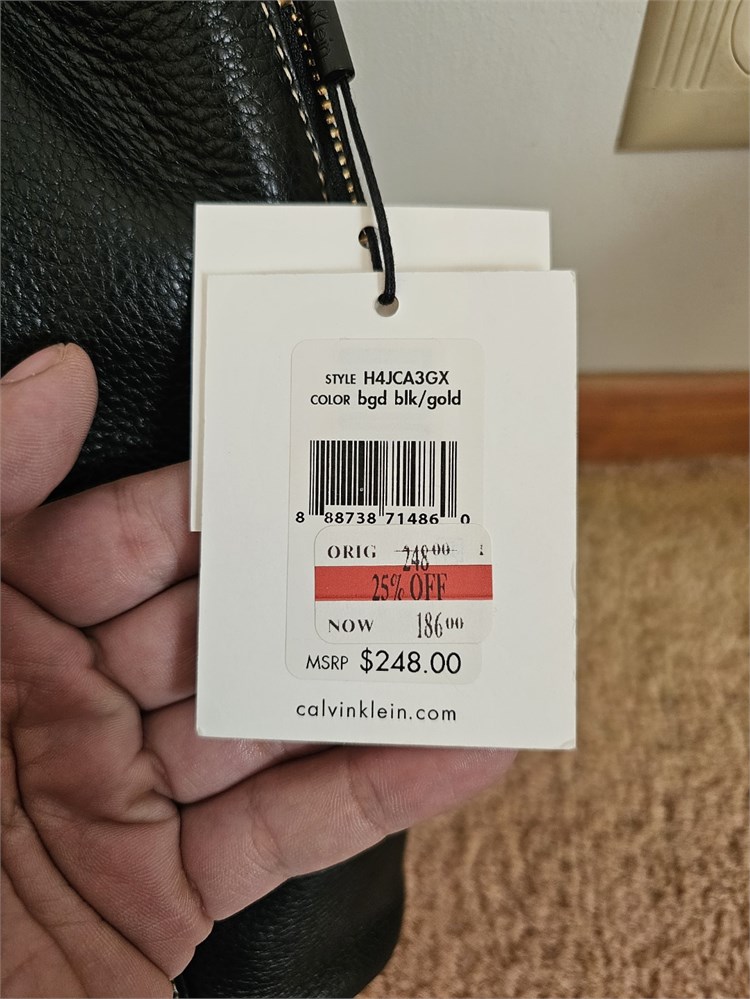 STYLE H4JCA3GX
COLOR bgd blk/gold
8 88738 71486 0
ORIG 248 00
25% OFF
NOW 186 00
MSRP $248.00
calvinklein.com